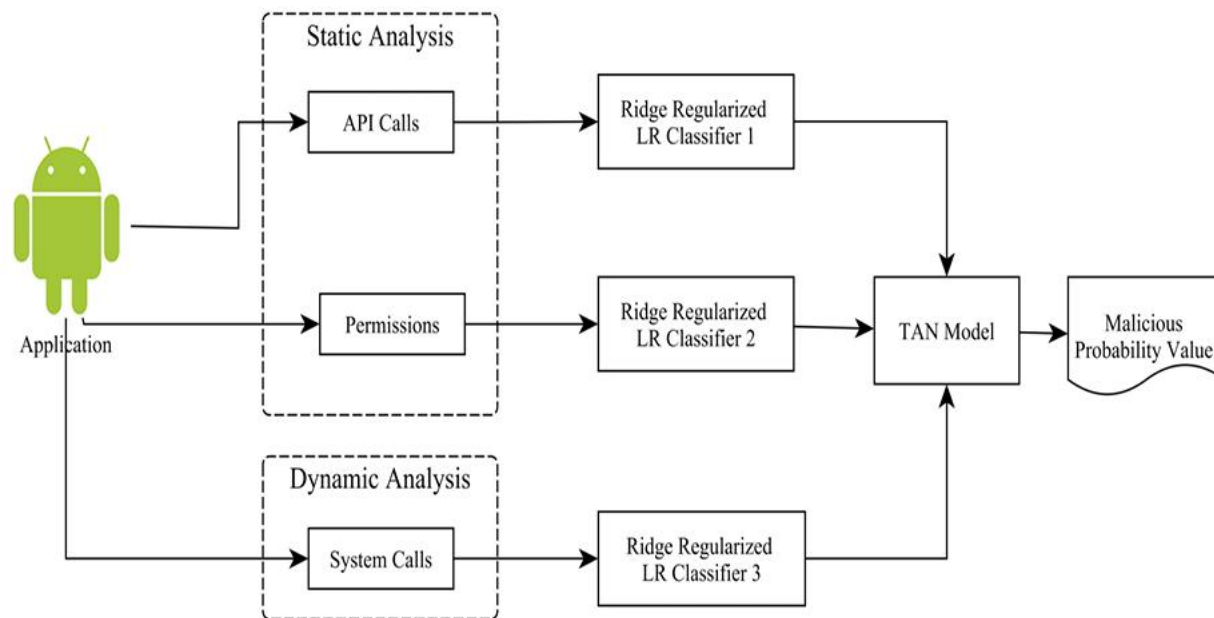 Static Analysis
API Calls
Ridge Regularized
LR Classifier 1
Application
Permissions
Ridge Regularized
LR Classifier 2
TAN Model
Malicious
Probability Value
Dynamic Analysis
System Calls
Ridge Regularized
LR Classifier 3